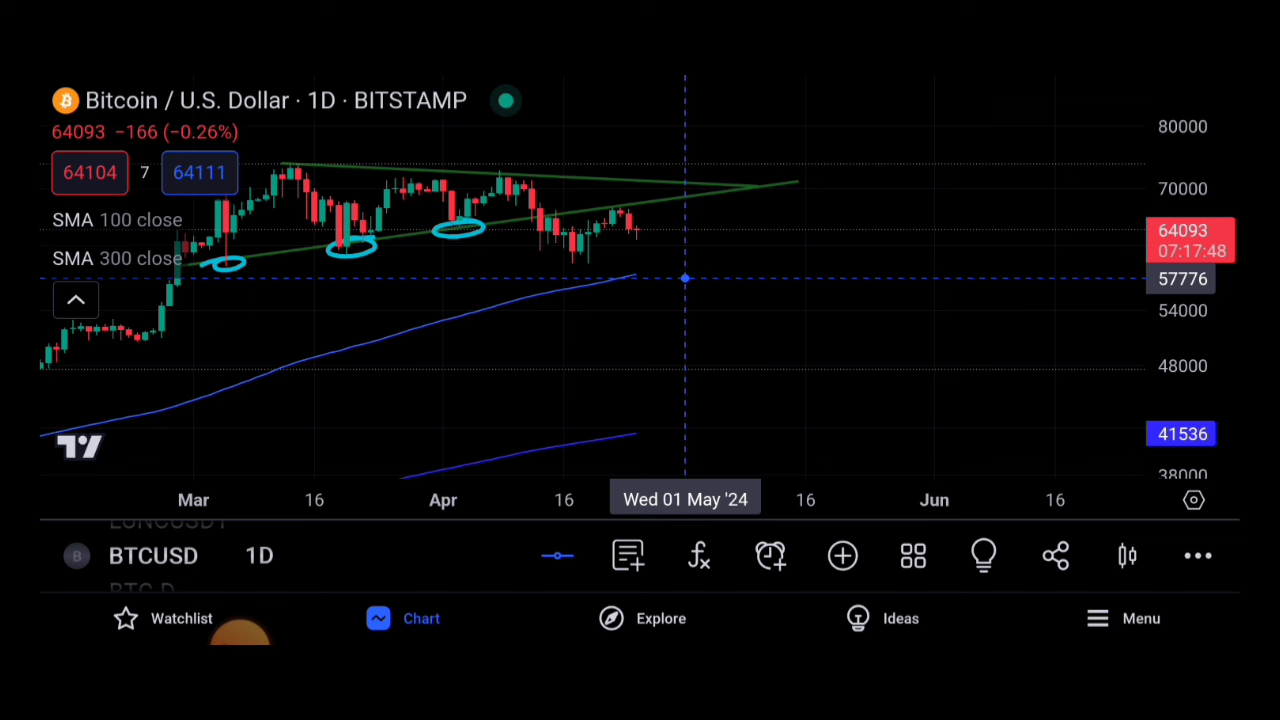 Bitcoin / U.S. Dollar · 1D · BITSTAMP
64093 −166 (−0.26%)
64104 7 64111
SMA 100 close
SMA 300 close
80000
70000
64093
07:17:48
57776
54000
48000
41536
38000
Mar 16 Apr 16 Wed 01 May '24 16 Jun 16
B BTCUSD 1D
Watchlist Chart Explore Ideas Menu